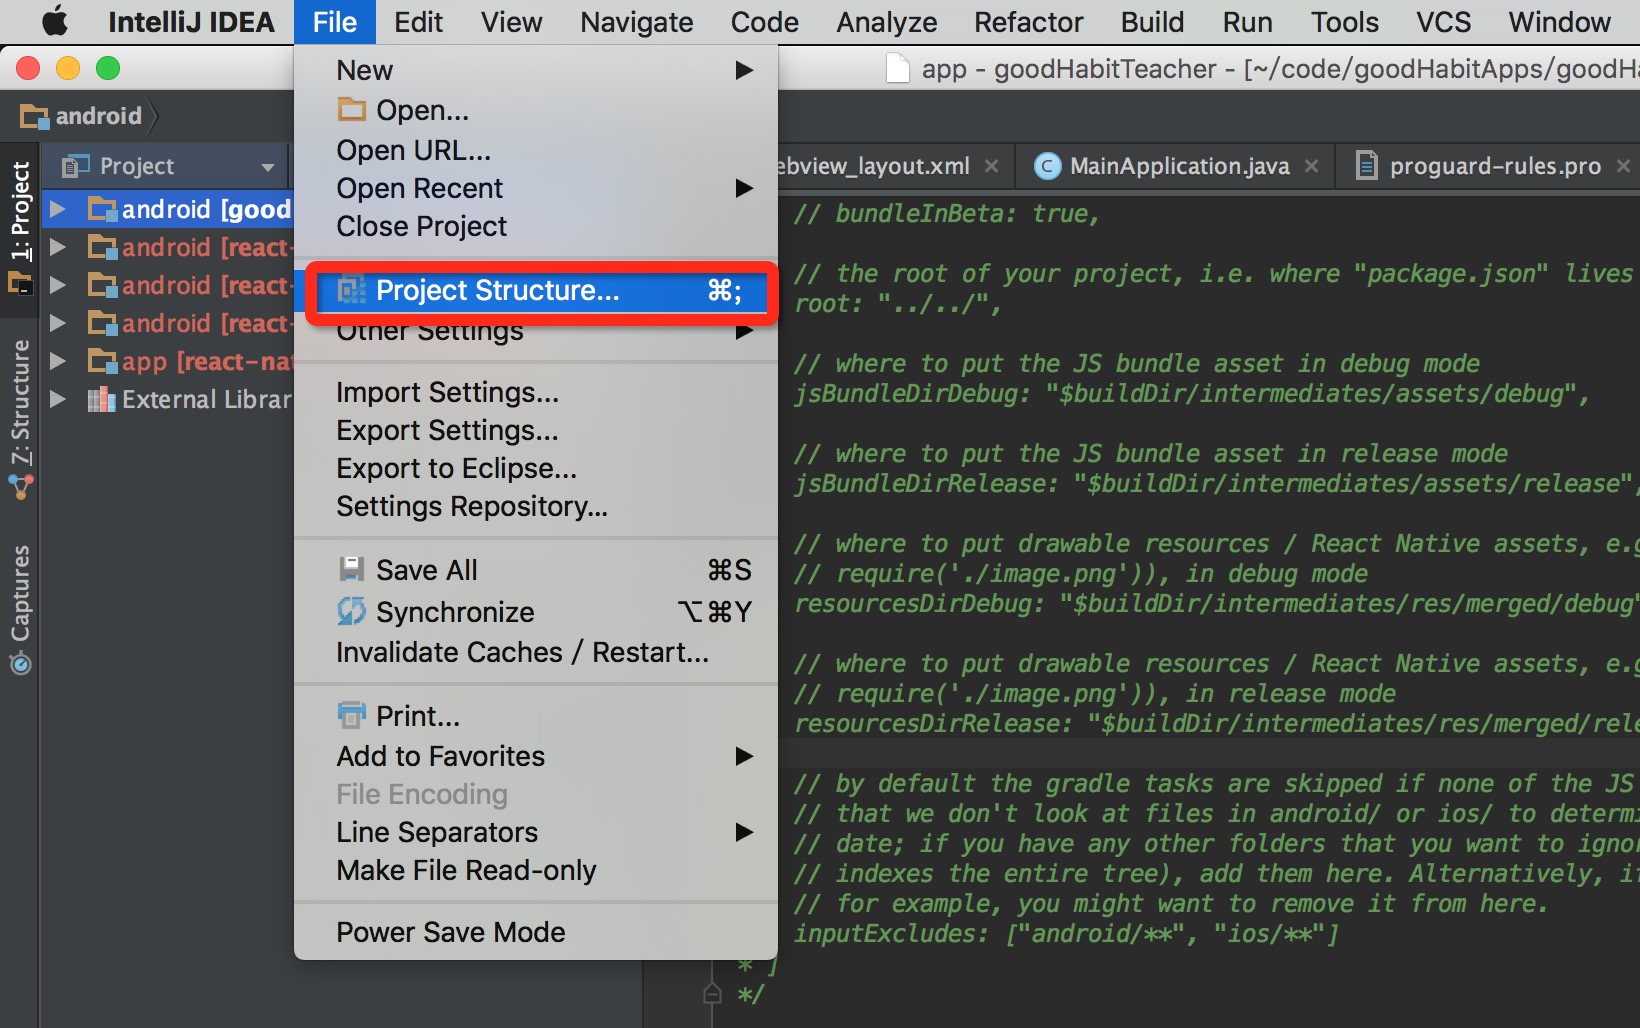 IntelliJ IDEA File Edit View Navigate Code Analyze Refactor Build Run Tools VCS Window
app - goodHabitTeacher - [~/code/goodHabitApps/goodHa
android
Project
ebview_layout.xml MainApplication.java proguard-rules.pro
1: Project
7: Structure
Captures
android [good
android [react-
android [react-
android [react-
app [react-nat
External Librar
New
Open...
Open URL...
Open Recent
Close Project
Project Structure... ⌘;
Other Settings
Import Settings...
Export Settings...
Export to Eclipse...
Settings Repository...
Save All ⌘S
Synchronize ⌥⌘Y
Invalidate Caches / Restart...
Print...
Add to Favorites
File Encoding
Line Separators
Make File Read-only
Power Save Mode
// bundleInBeta: true,
// the root of your project, i.e. where "package.json" lives
root: "../../",
// where to put the JS bundle asset in debug mode
jsBundleDirDebug: "$buildDir/intermediates/assets/debug",
// where to put the JS bundle asset in release mode
jsBundleDirRelease: "$buildDir/intermediates/assets/release",
// where to put drawable resources / React Native assets, e.g
// require('./image.png')), in debug mode
resourcesDirDebug: "$buildDir/intermediates/res/merged/debug"
// where to put drawable resources / React Native assets, e.g
// require('./image.png')), in release mode
resourcesDirRelease: "$buildDir/intermediates/res/merged/rele
// by default the gradle tasks are skipped if none of the JS
// that we don't look at files in android/ or ios/ to determi
// date; if you have any other folders that you want to ignor
// indexes the entire tree), add them here. Alternatively, if
// for example, you might want to remove it from here.
inputExcludes: ["android/**", "ios/**"]
* ]
*/